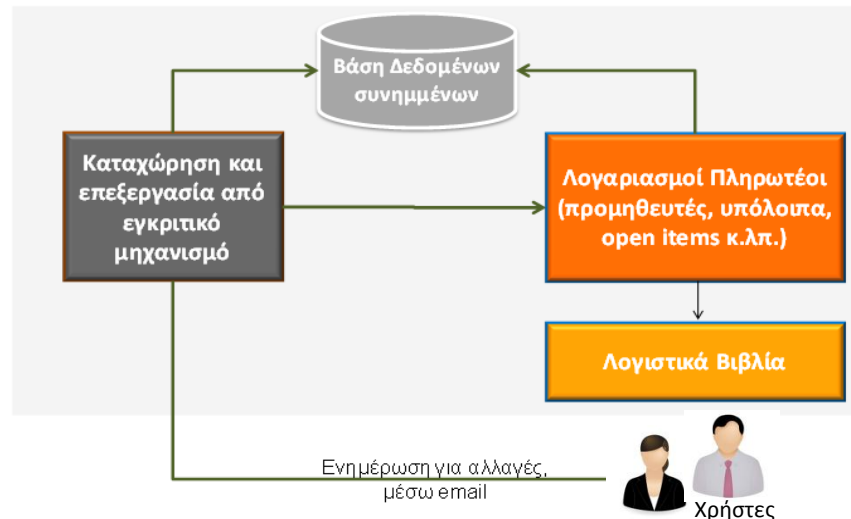 Βάση Δεδομένων
συνημμένων
Καταχώρηση και
επεξεργασία από
εγκριτικό
μηχανισμό
Λογαριασμοί Πληρωτέοι
(προμηθευτές, υπόλοιπα,
open items κ.λπ.)
Λογιστικά Βιβλία
Ενημέρωση για αλλαγές,
μέσω email
Χρήστες